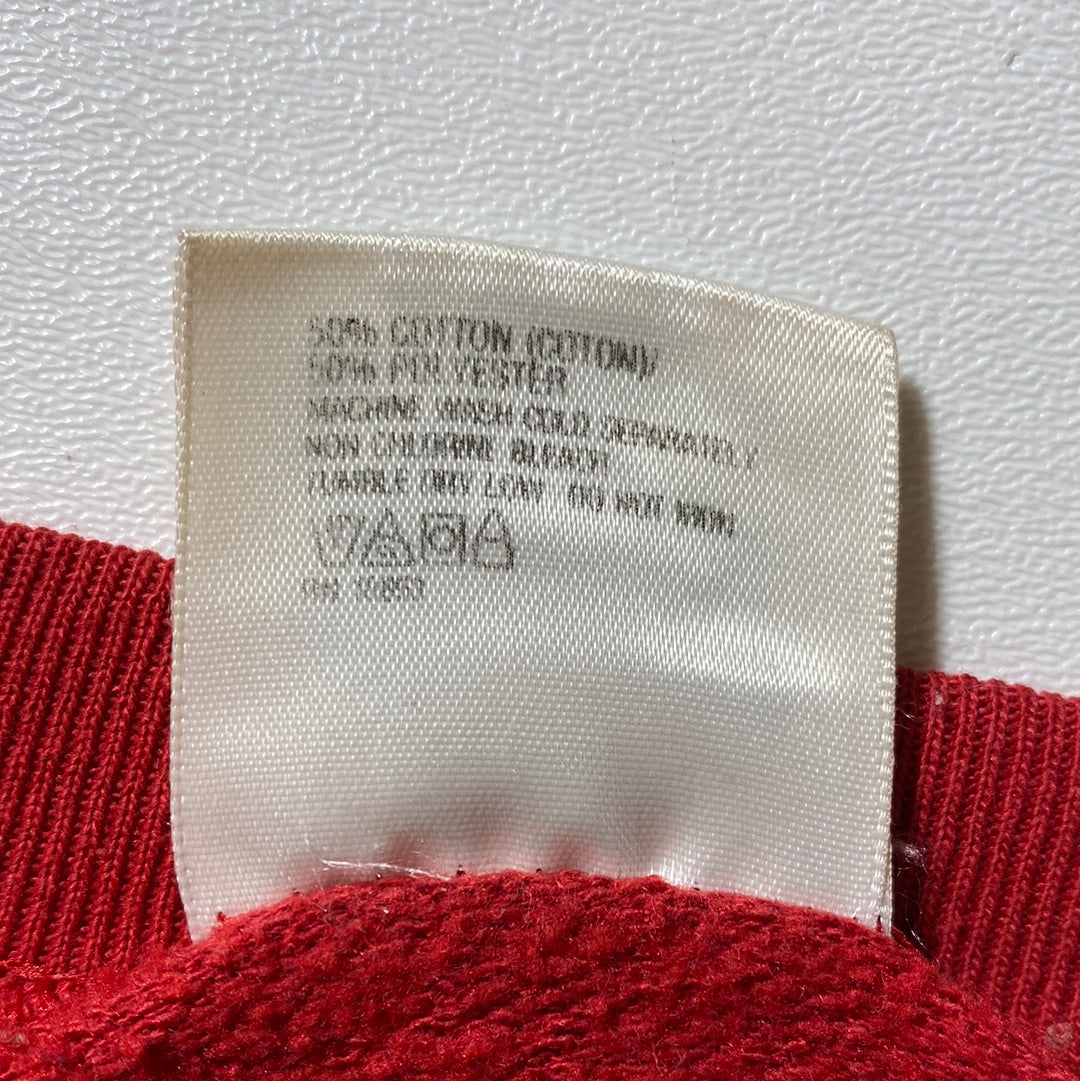 50% COTTON (COTON)/
50% POLYESTER
MACHINE WASH COLD SEPARATELY
NON CHLORINE BLEACH
TUMBLE DRY LOW, DO NOT IRON
RN